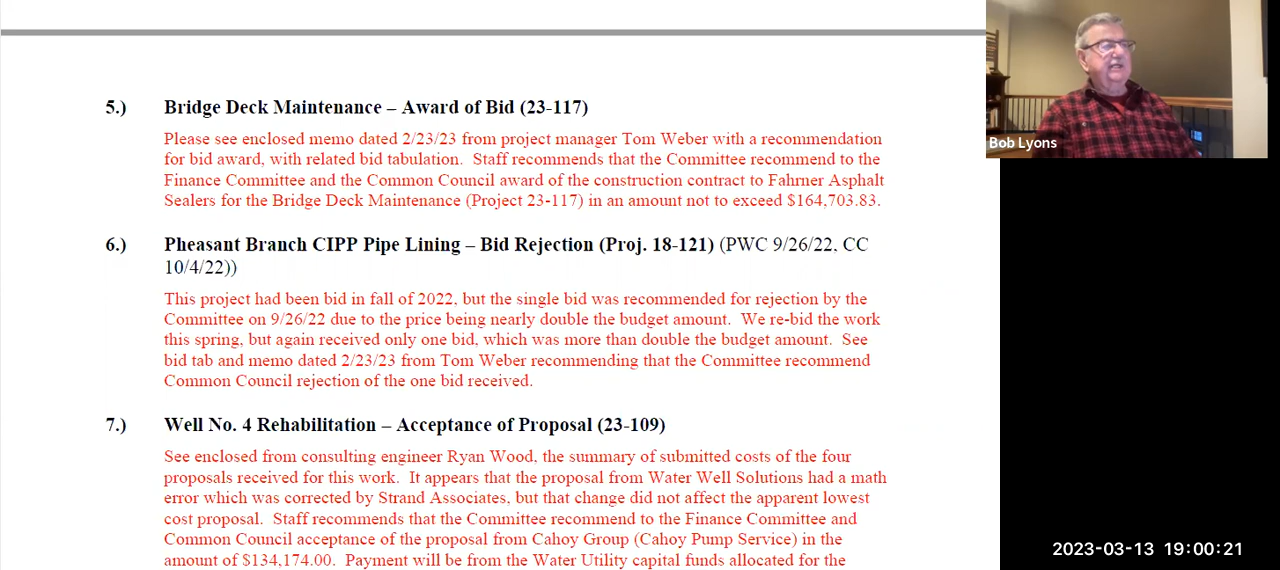 5.) Bridge Deck Maintenance – Award of Bid (23-117)
Please see enclosed memo dated 2/23/23 from project manager Tom Weber with a recommendation
for bid award, with related bid tabulation.  Staff recommends that the Committee recommend to the
Finance Committee and the Common Council award of the construction contract to Fahrner Asphalt
Sealers for the Bridge Deck Maintenance (Project 23-117) in an amount not to exceed $164,703.83.
6.) Pheasant Branch CIPP Pipe Lining – Bid Rejection (Proj. 18-121) (PWC 9/26/22, CC
10/4/22))
This project had been bid in fall of 2022, but the single bid was recommended for rejection by the
Committee on 9/26/22 due to the price being nearly double the budget amount.  We re-bid the work
this spring, but again received only one bid, which was more than double the budget amount.  See
bid tab and memo dated 2/23/23 from Tom Weber recommending that the Committee recommend
Common Council rejection of the one bid received.
7.) Well No. 4 Rehabilitation – Acceptance of Proposal (23-109)
See enclosed from consulting engineer Ryan Wood, the summary of submitted costs of the four
proposals received for this work.  It appears that the proposal from Water Well Solutions had a math
error which was corrected by Strand Associates, but that change did not affect the apparent lowest
cost proposal.  Staff recommends that the Committee recommend to the Finance Committee and
Common Council acceptance of the proposal from Cahoy Group (Cahoy Pump Service) in the
amount of $134,174.00.  Payment will be from the Water Utility capital funds allocated for the
Bob Lyons
2023-03-13 19:00:21